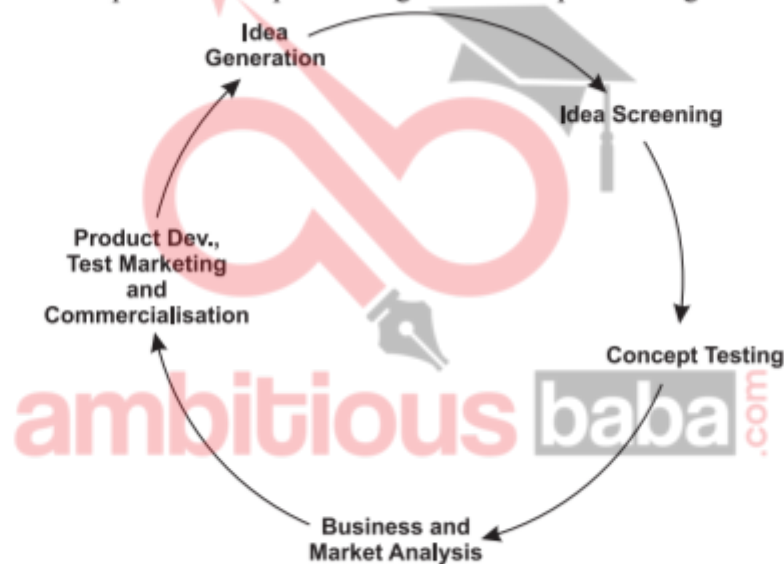 Idea
Generation
Idea Screening
Product Dev.,
Test Marketing
and
Commercialisation
Concept Testing
ambitious baba .com
Business and
Market Analysis